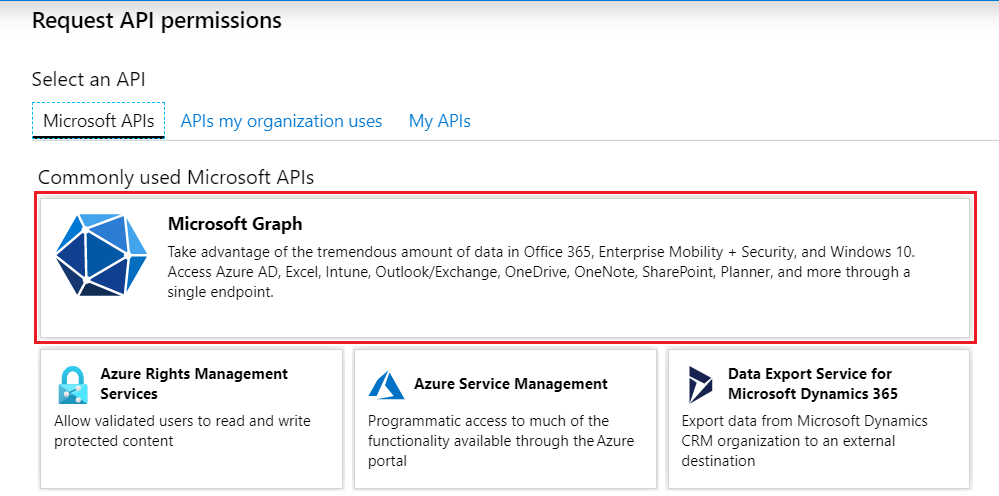 Request API permissions
Select an API
Microsoft APIs APIs my organization uses My APIs
Commonly used Microsoft APIs
Microsoft Graph
Take advantage of the tremendous amount of data in Office 365, Enterprise Mobility + Security, and Windows 10.
Access Azure AD, Excel, Intune, Outlook/Exchange, OneDrive, OneNote, SharePoint, Planner, and more through a
single endpoint.
Azure Rights Management
Services
Allow validated users to read and write
protected content
Azure Service Management
Programmatic access to much of the
functionality available through the Azure
portal
Data Export Service for
Microsoft Dynamics 365
Export data from Microsoft Dynamics
CRM organization to an external
destination